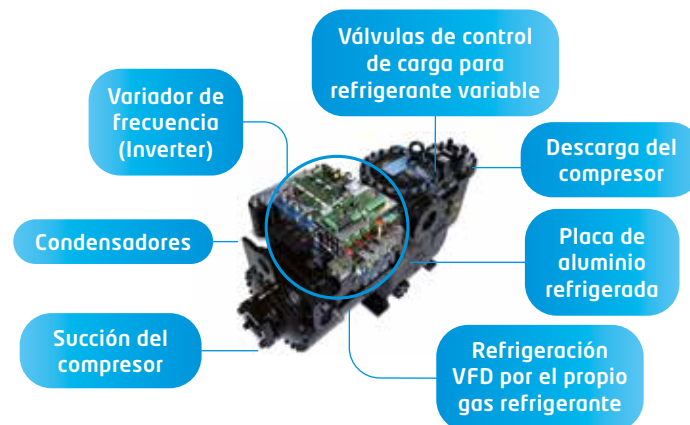 Válvulas de control
de carga para
refrigerante variable
Variador de
frecuencia
(Inverter)
Descarga del
compresor
Condensadores
Placa de
aluminio
refrigerada
Succión del
compresor
Refrigeración
VFD por el propio
gas refrigerante